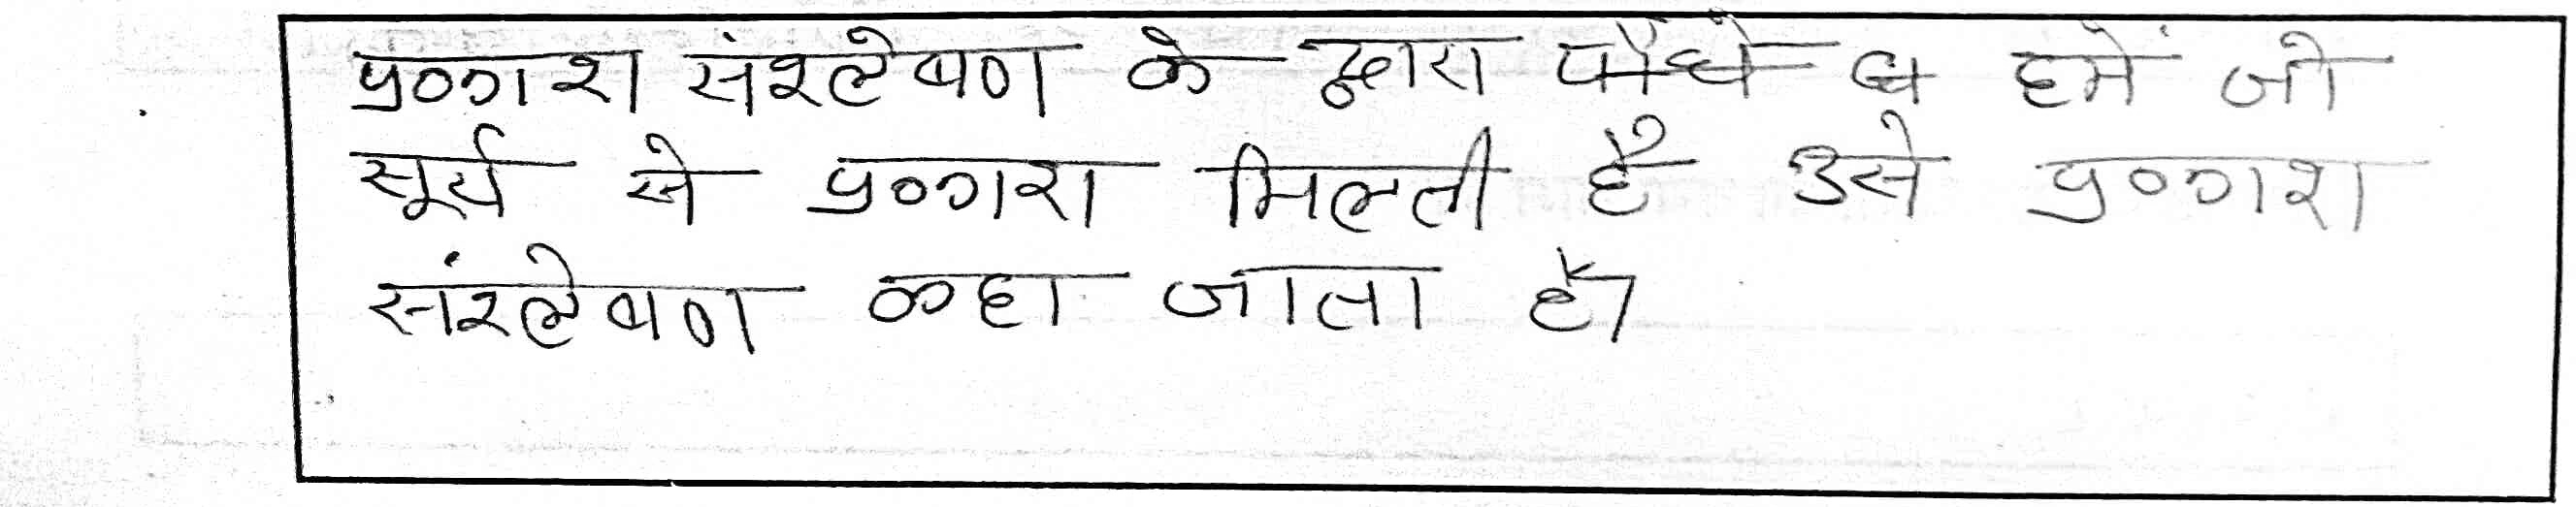 प्रकाश संश्लेषण के द्वारा पौधे व हमें जो
सूर्य से प्रकाश मिलती है उसे प्रकाश
संश्लेषण कहा जाता है।